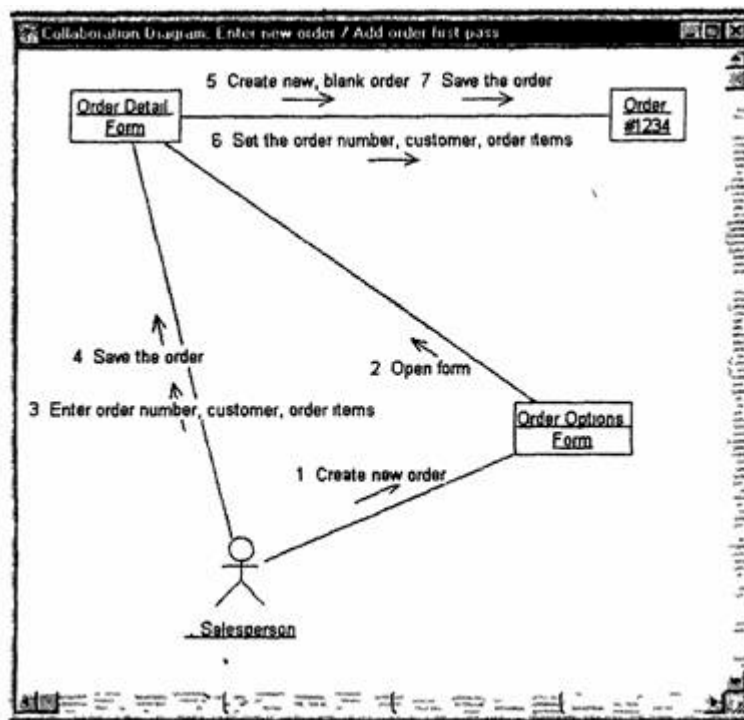 Collaboration Diagram: Enter new order / Add order first pass
5 Create new, blank order 7 Save the order
Order Detail
Form
Order
#1234
6 Set the order number, customer, order items
4 Save the order
2 Open form
3 Enter order number, customer, order items
Order Options
Form
1 Create new order
: Salesperson